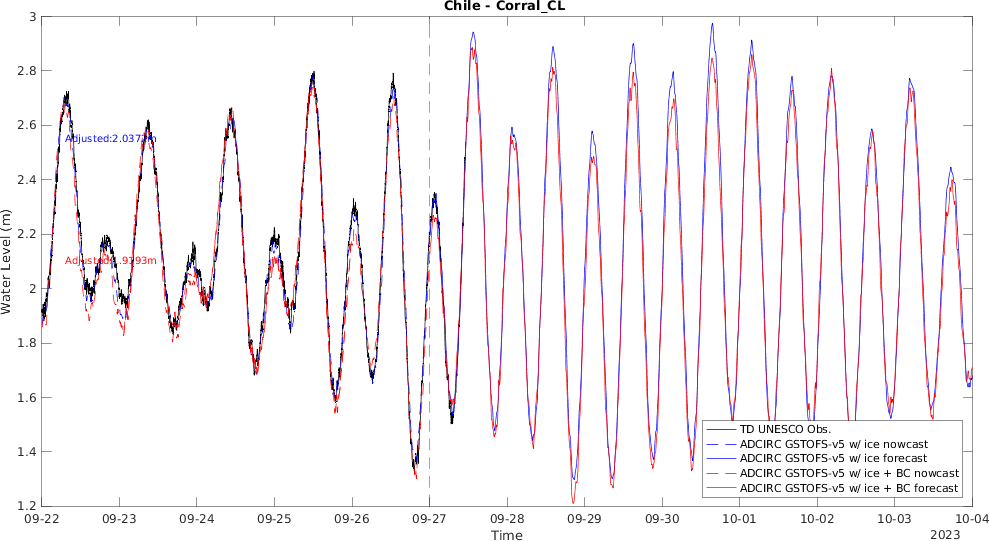 Chile - Corral_CL
3
2.8
2.6
2.4
2.2
2
1.8
1.6
1.4
1.2
Water Level (m)
Adjusted:2.0377m
TD UNESCO Obs.
ADCIRC GSTOFS-v5 w/ ice nowcast
ADCIRC GSTOFS-v5 w/ ice forecast
ADCIRC GSTOFS-v5 w/ ice + BC nowcast
ADCIRC GSTOFS-v5 w/ ice + BC forecast
09-22 09-23 09-24 09-25 09-26 09-27 09-28 09-29 09-30 10-01 10-02 10-03 10-04
Time
2023